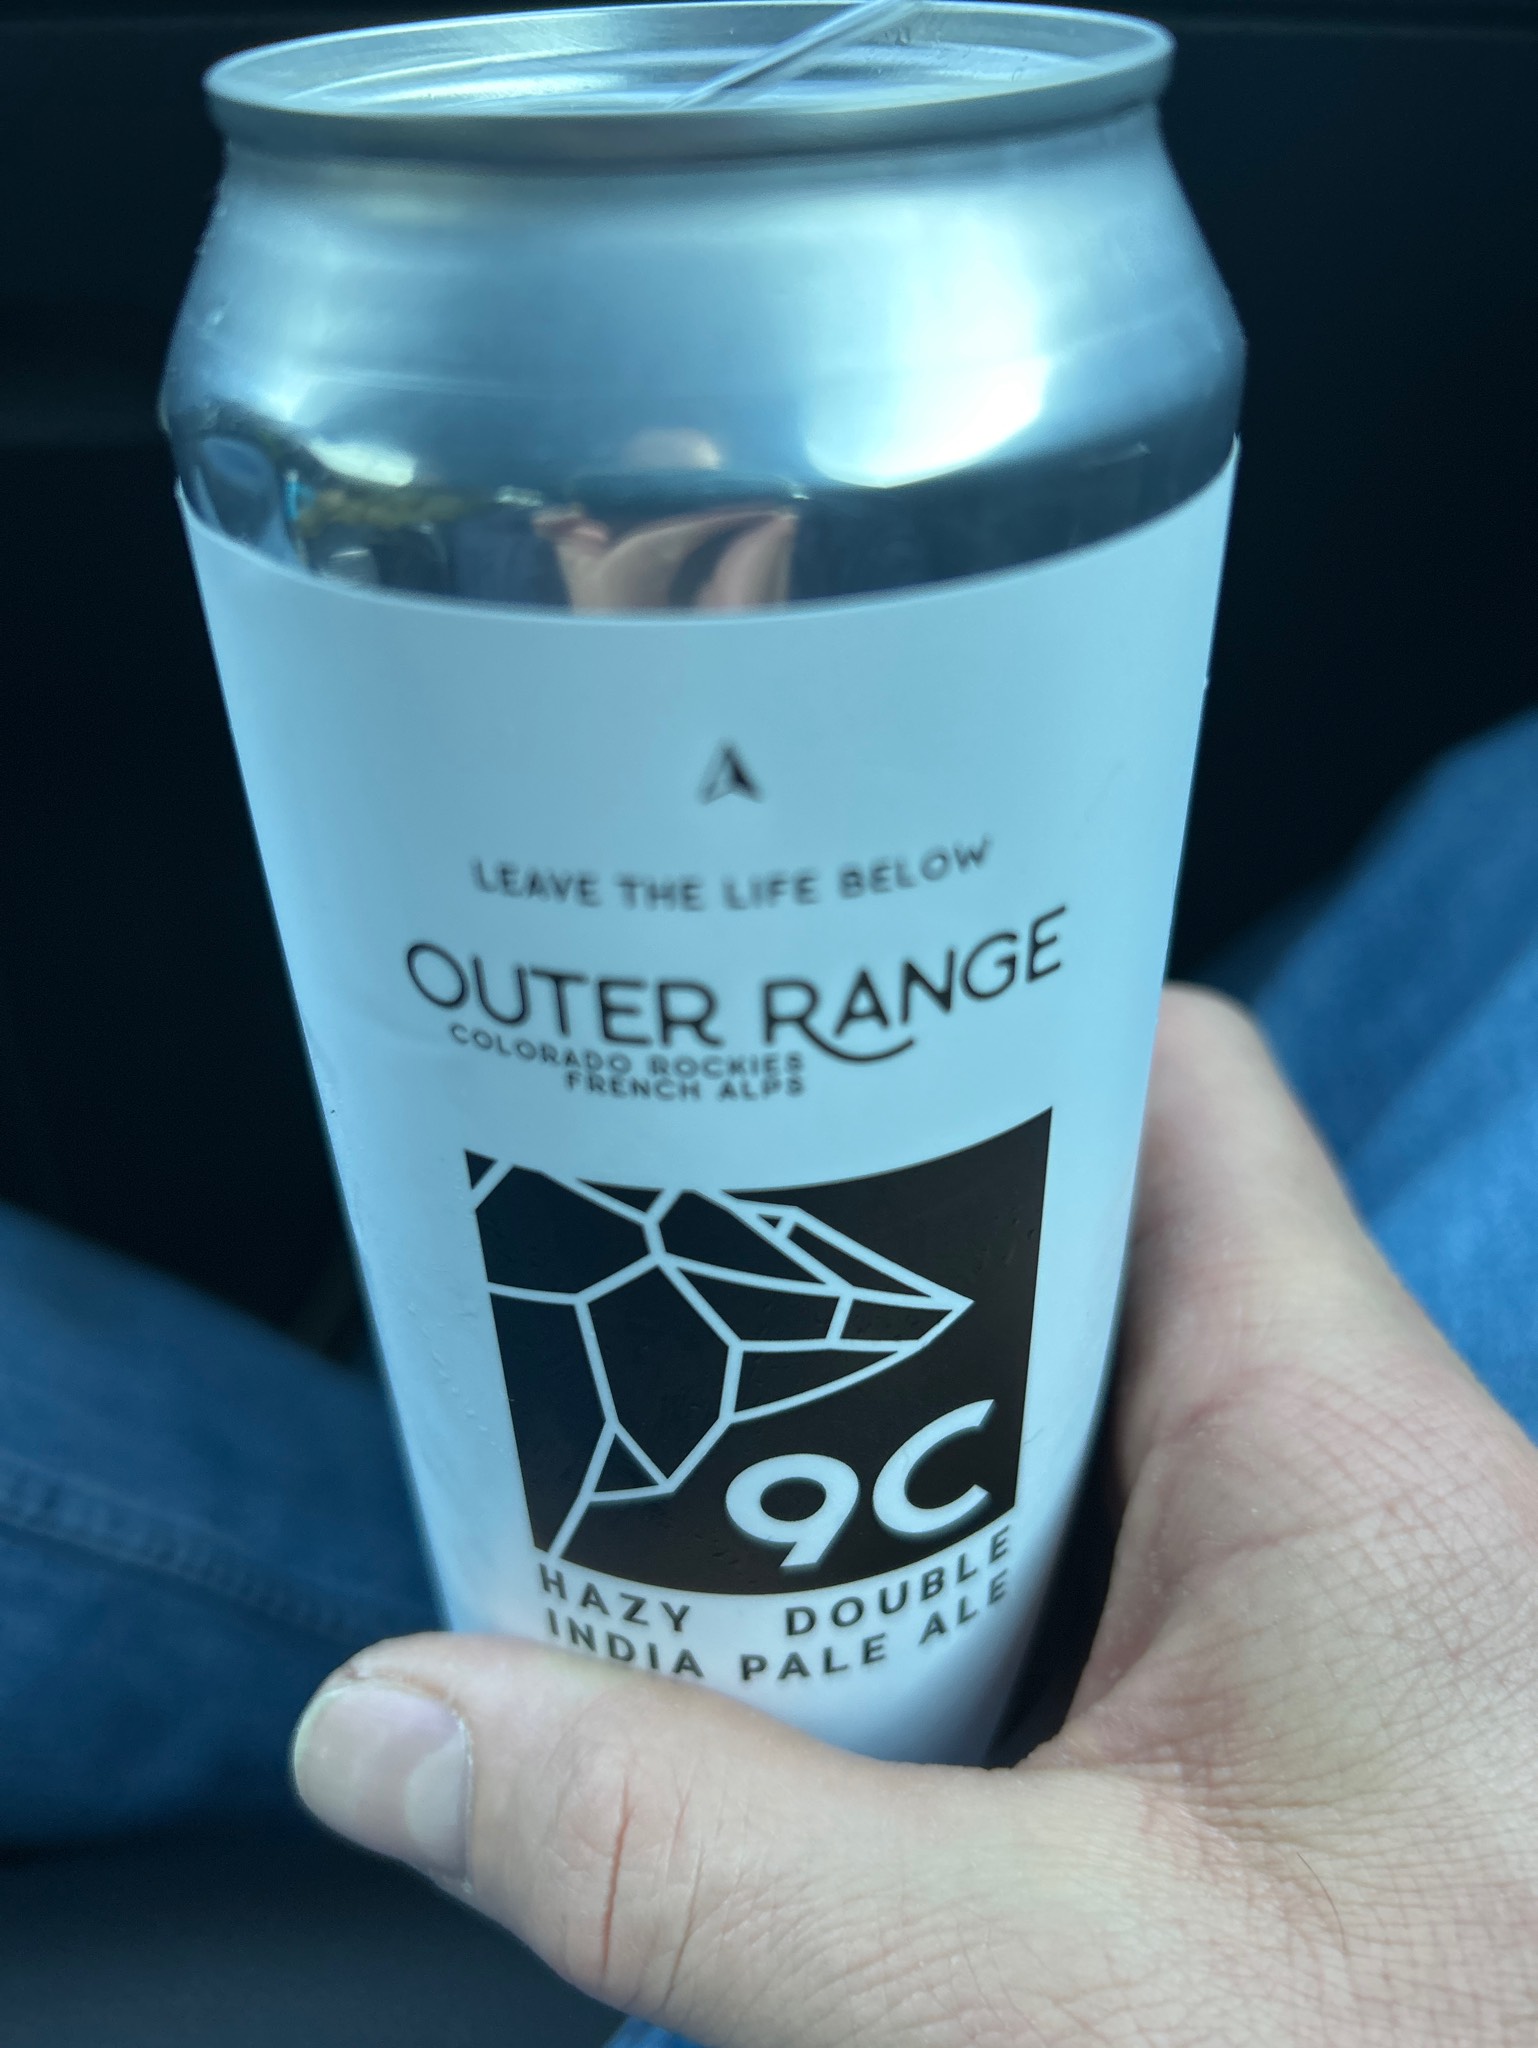 LEAVE THE LIFE BELOW
OUTER RANGE
COLORADO ROCKIES
FRENCH ALPS
9C
HAZY DOUBLE
INDIA PALE ALE